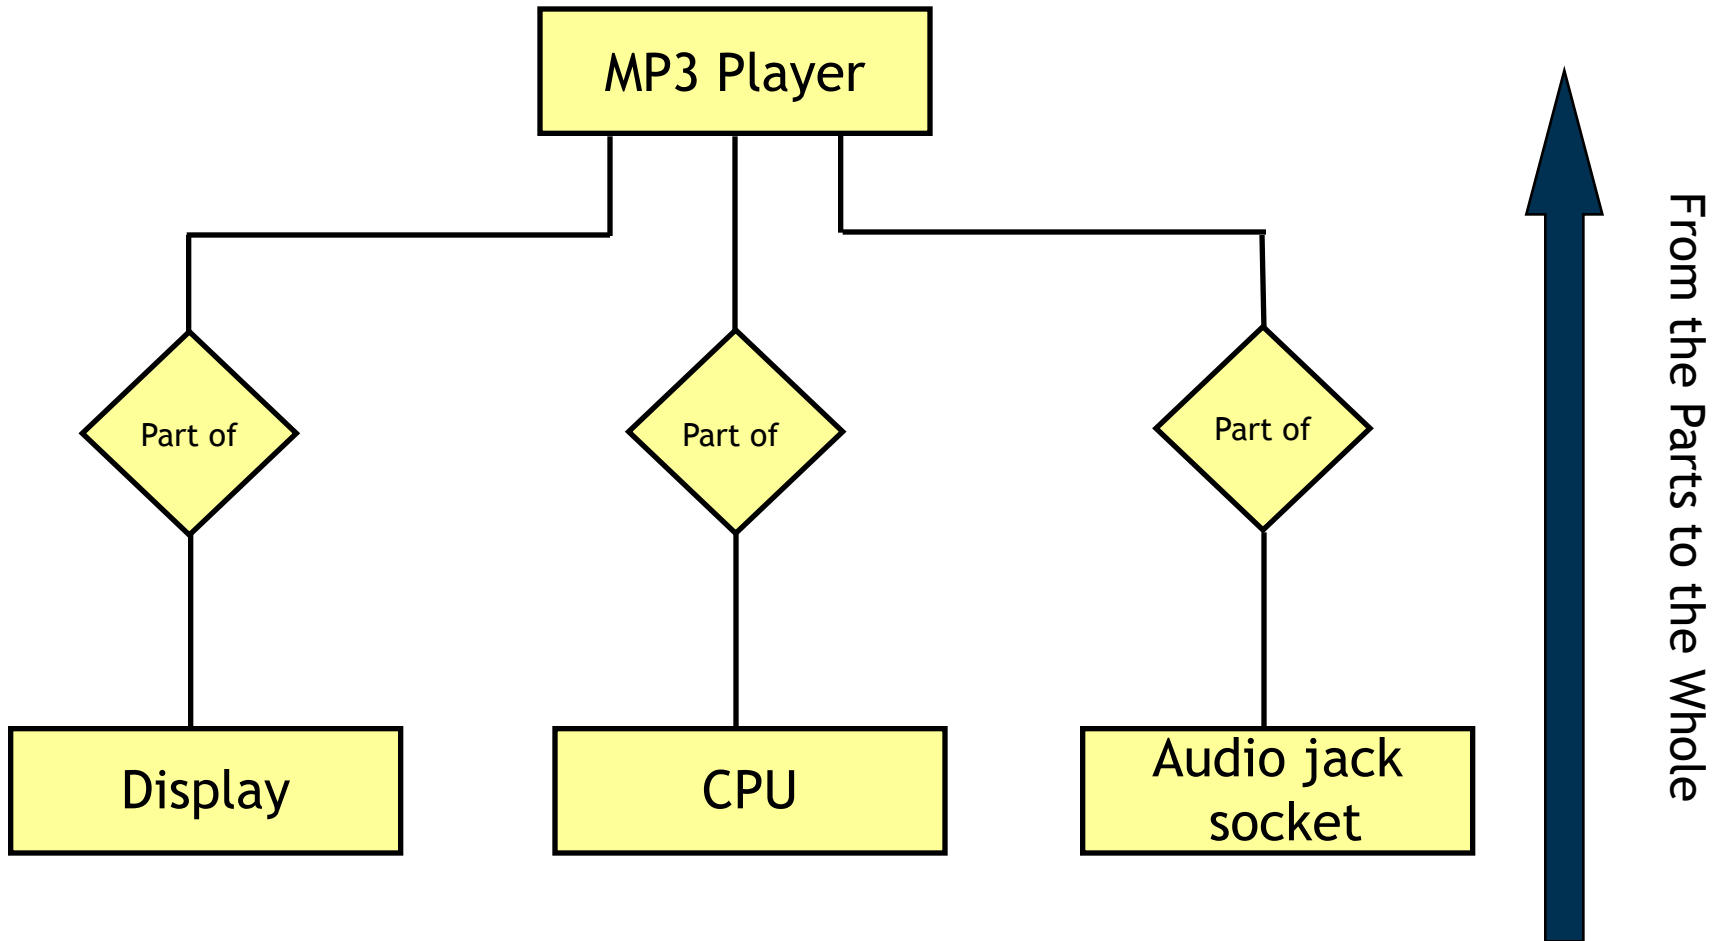 MP3 Player
Part of
Part of
Part of
Display
CPU
Audio jack
socket
From the Parts to the Whole